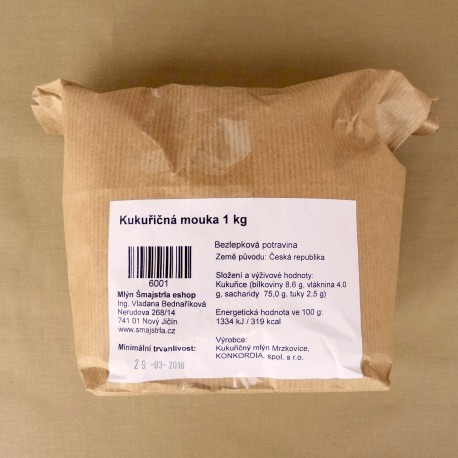 Kukuřičná mouka 1 kg
6001
Mlýn Šmajstrla eshop
Ing. Vladana Bednaříková
Nerudova 268/14
741 01 Nový Jičín
www.smajstrla.cz
Minimální trvanlivost:
29 -03- 2018
Bezlepková potravina
Země původu: Česká republika
Složení a výživové hodnoty:
Kukuřice (bílkoviny 8,6 g, vláknina 4,0
g, sacharidy 75,0 g, tuky 2,5 g)
Energetická hodnota ve 100 g:
1334 kJ / 319 kcal
Výrobce:
Kukuřičný mlýn Mrzkovice,
KONKORDIA, spol. s r.o.